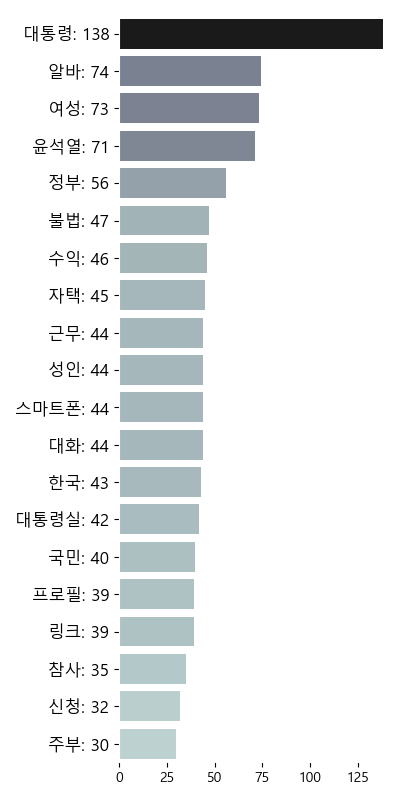 대통령: 138
알바: 74
여성: 73
윤석열: 71
정부: 56
불법: 47
수익: 46
자택: 45
근무: 44
성인: 44
스마트폰: 44
대화: 44
한국: 43
대통령실: 42
국민: 40
프로필: 39
링크: 39
참사: 35
신청: 32
주부: 30
0 25 50 75 100 125